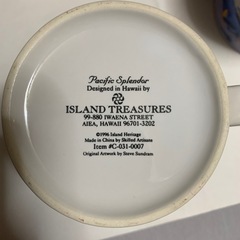 Pacific Splendor
Designed in Hawaii by
ISLAND TREASURES
99-880 IWAENA STREET
AIEA, HAWAII 96701-3202
©1996 Island Heritage
Made in China by Skilled Artisans
Item #C-031-0007
Original Artwork by Steve Sundram